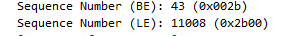 Sequence Number (BE): 43 (0x002b)
Sequence Number (LE): 11008 (0x2b00)